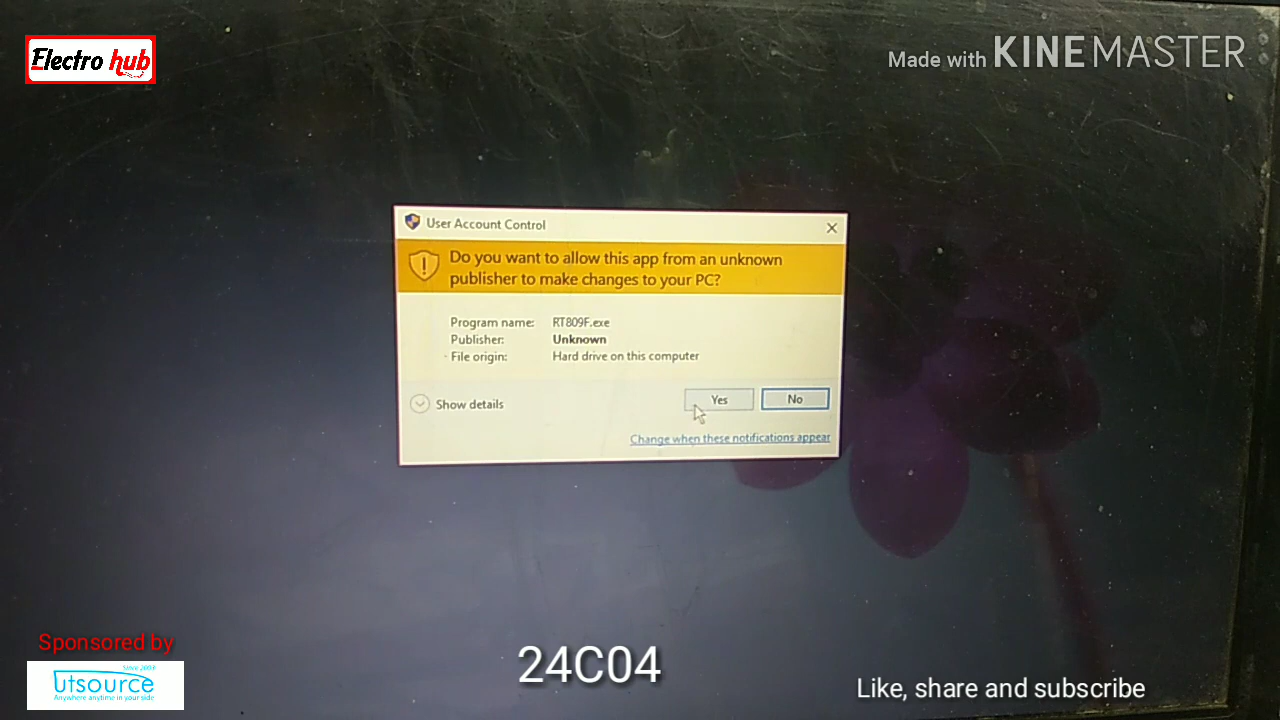 Electro hub
Made with KINEMASTER
User Account Control
Do you want to allow this app from an unknown
publisher to make changes to your PC?
Program name: RT809F.exe
Publisher: Unknown
File origin: Hard drive on this computer
Show details
Yes
No
Change when these notifications appear
Sponsored by
utsource
Anywhere anytime in your side
24C04
Like, share and subscribe